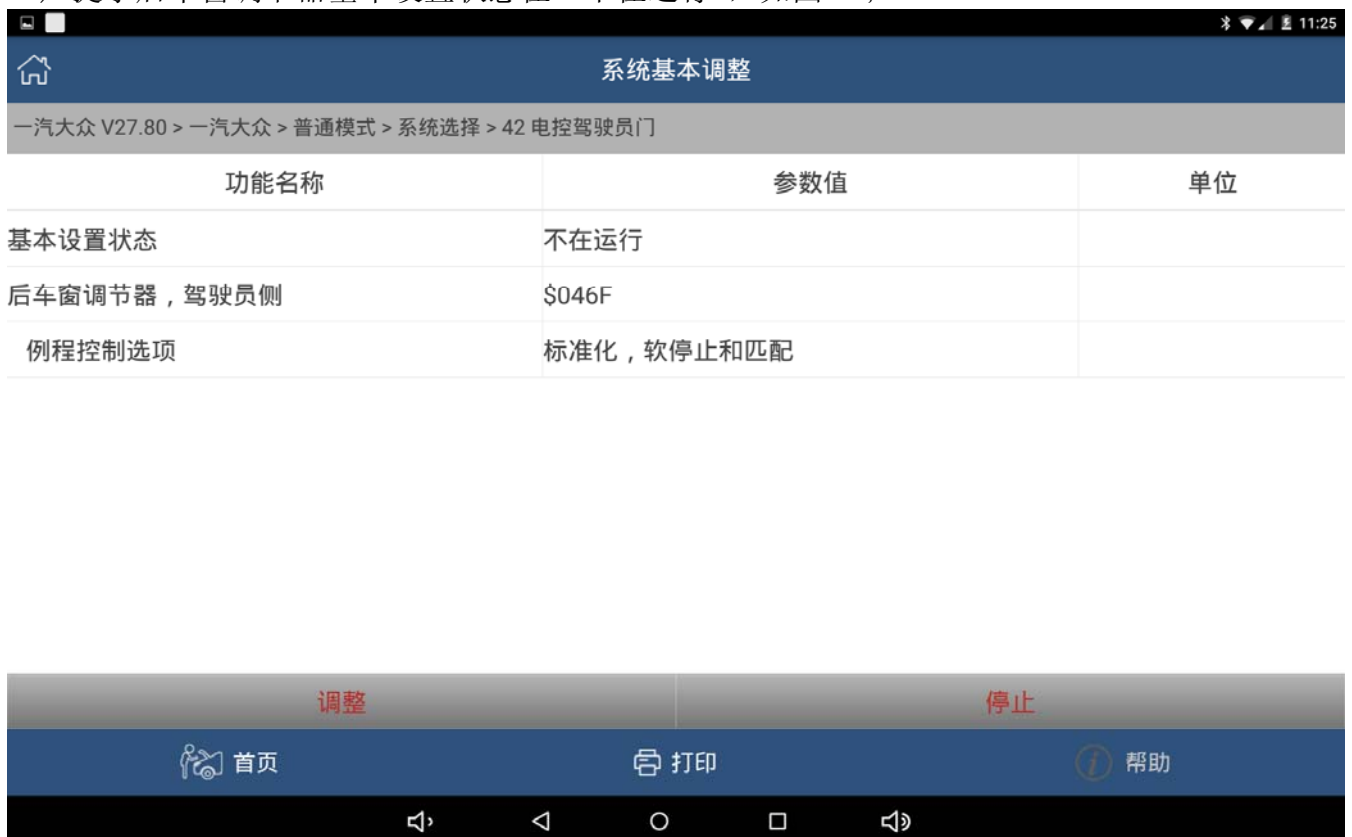 11:25
系统基本调整
一汽大众 V27.80 > 一汽大众 > 普通模式 > 系统选择 > 42 电控驾驶员门
功能名称 参数值 单位
基本设置状态 不在运行
后车窗调节器，驾驶员侧 $046F
例程控制选项 标准化，软停止和匹配
调整 停止
首页 打印 帮助